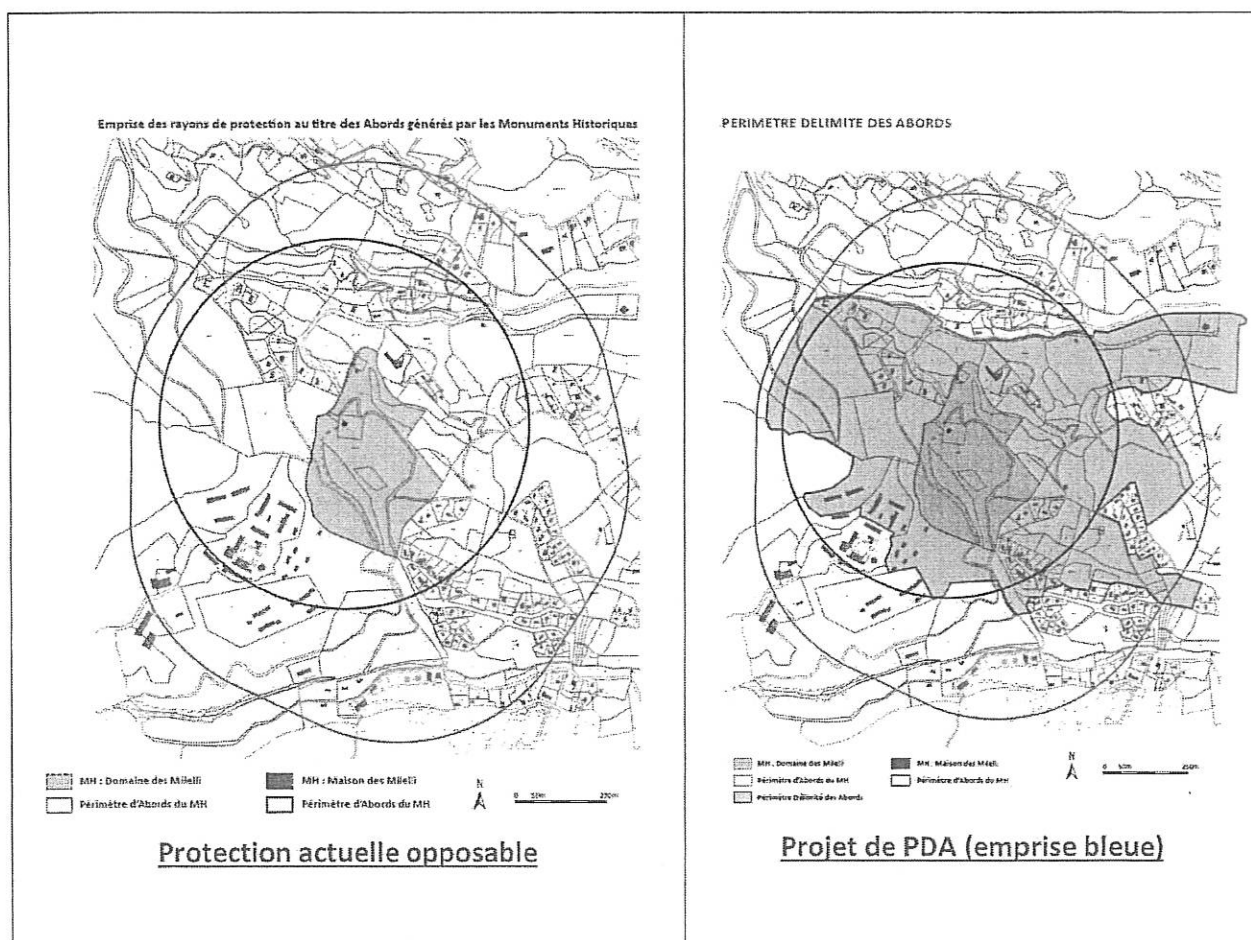 Emprise des rayons de protection au titre des Abords générés par les Monuments Historiques
MH : Domaine des Milelli
MH : Maison des Milelli
Périmètre d'Abords du MH
Périmètre d'Abords du MH
N
0
250m
Protection actuelle opposable
PERIMETRE DELIMITE DES ABORDS
MH : Domaine des Milelli
MH : Maison des Milelli
Périmètre d'Abords du MH
Périmètre d'Abords du MH
Périmètre Délimité des Abords
N
0
50m
250m
Projet de PDA (emprise bleue)